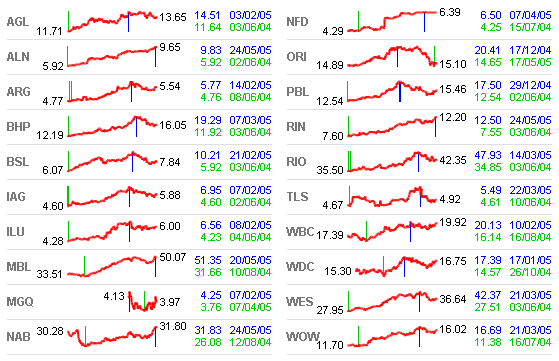 AGL 11.71 13.65 14.51 03/02/05 11.64 03/06/04
ALN 5.92 9.65 9.83 24/05/05 5.92 02/06/04
ARG 4.77 5.54 5.77 14/02/05 4.76 08/06/04
BHP 12.19 16.05 19.29 07/03/05 11.92 03/06/04
BSL 6.07 7.84 10.21 21/02/05 5.92 03/06/04
IAG 4.60 5.88 6.95 07/02/05 4.60 02/06/04
ILU 4.28 6.00 6.56 08/02/05 4.23 04/06/04
MBL 33.51 50.07 51.35 20/05/05 31.66 10/08/04
MGQ 4.13 3.97 4.25 07/02/05 3.76 07/04/05
NAB 30.28 31.80 31.83 24/05/05 26.08 12/08/04
NFD 4.29 6.39 6.50 07/04/05 4.25 15/07/04
ORI 14.89 15.10 20.41 17/12/04 14.65 17/05/05
PBL 12.54 15.46 17.50 29/12/04 12.54 02/06/04
RIN 7.60 12.20 12.50 24/05/05 7.55 03/06/04
RIO 35.50 42.35 47.93 14/03/05 34.85 03/06/04
TLS 4.67 4.92 5.49 22/03/05 4.61 10/06/04
WBC 17.39 19.92 20.13 10/02/05 16.14 16/08/04
WDC 15.30 16.75 17.39 17/01/05 14.57 26/10/04
WES 27.95 36.64 42.37 21/03/05 27.51 03/06/04
WOW 11.70 16.02 16.69 21/03/05 11.36 16/07/04